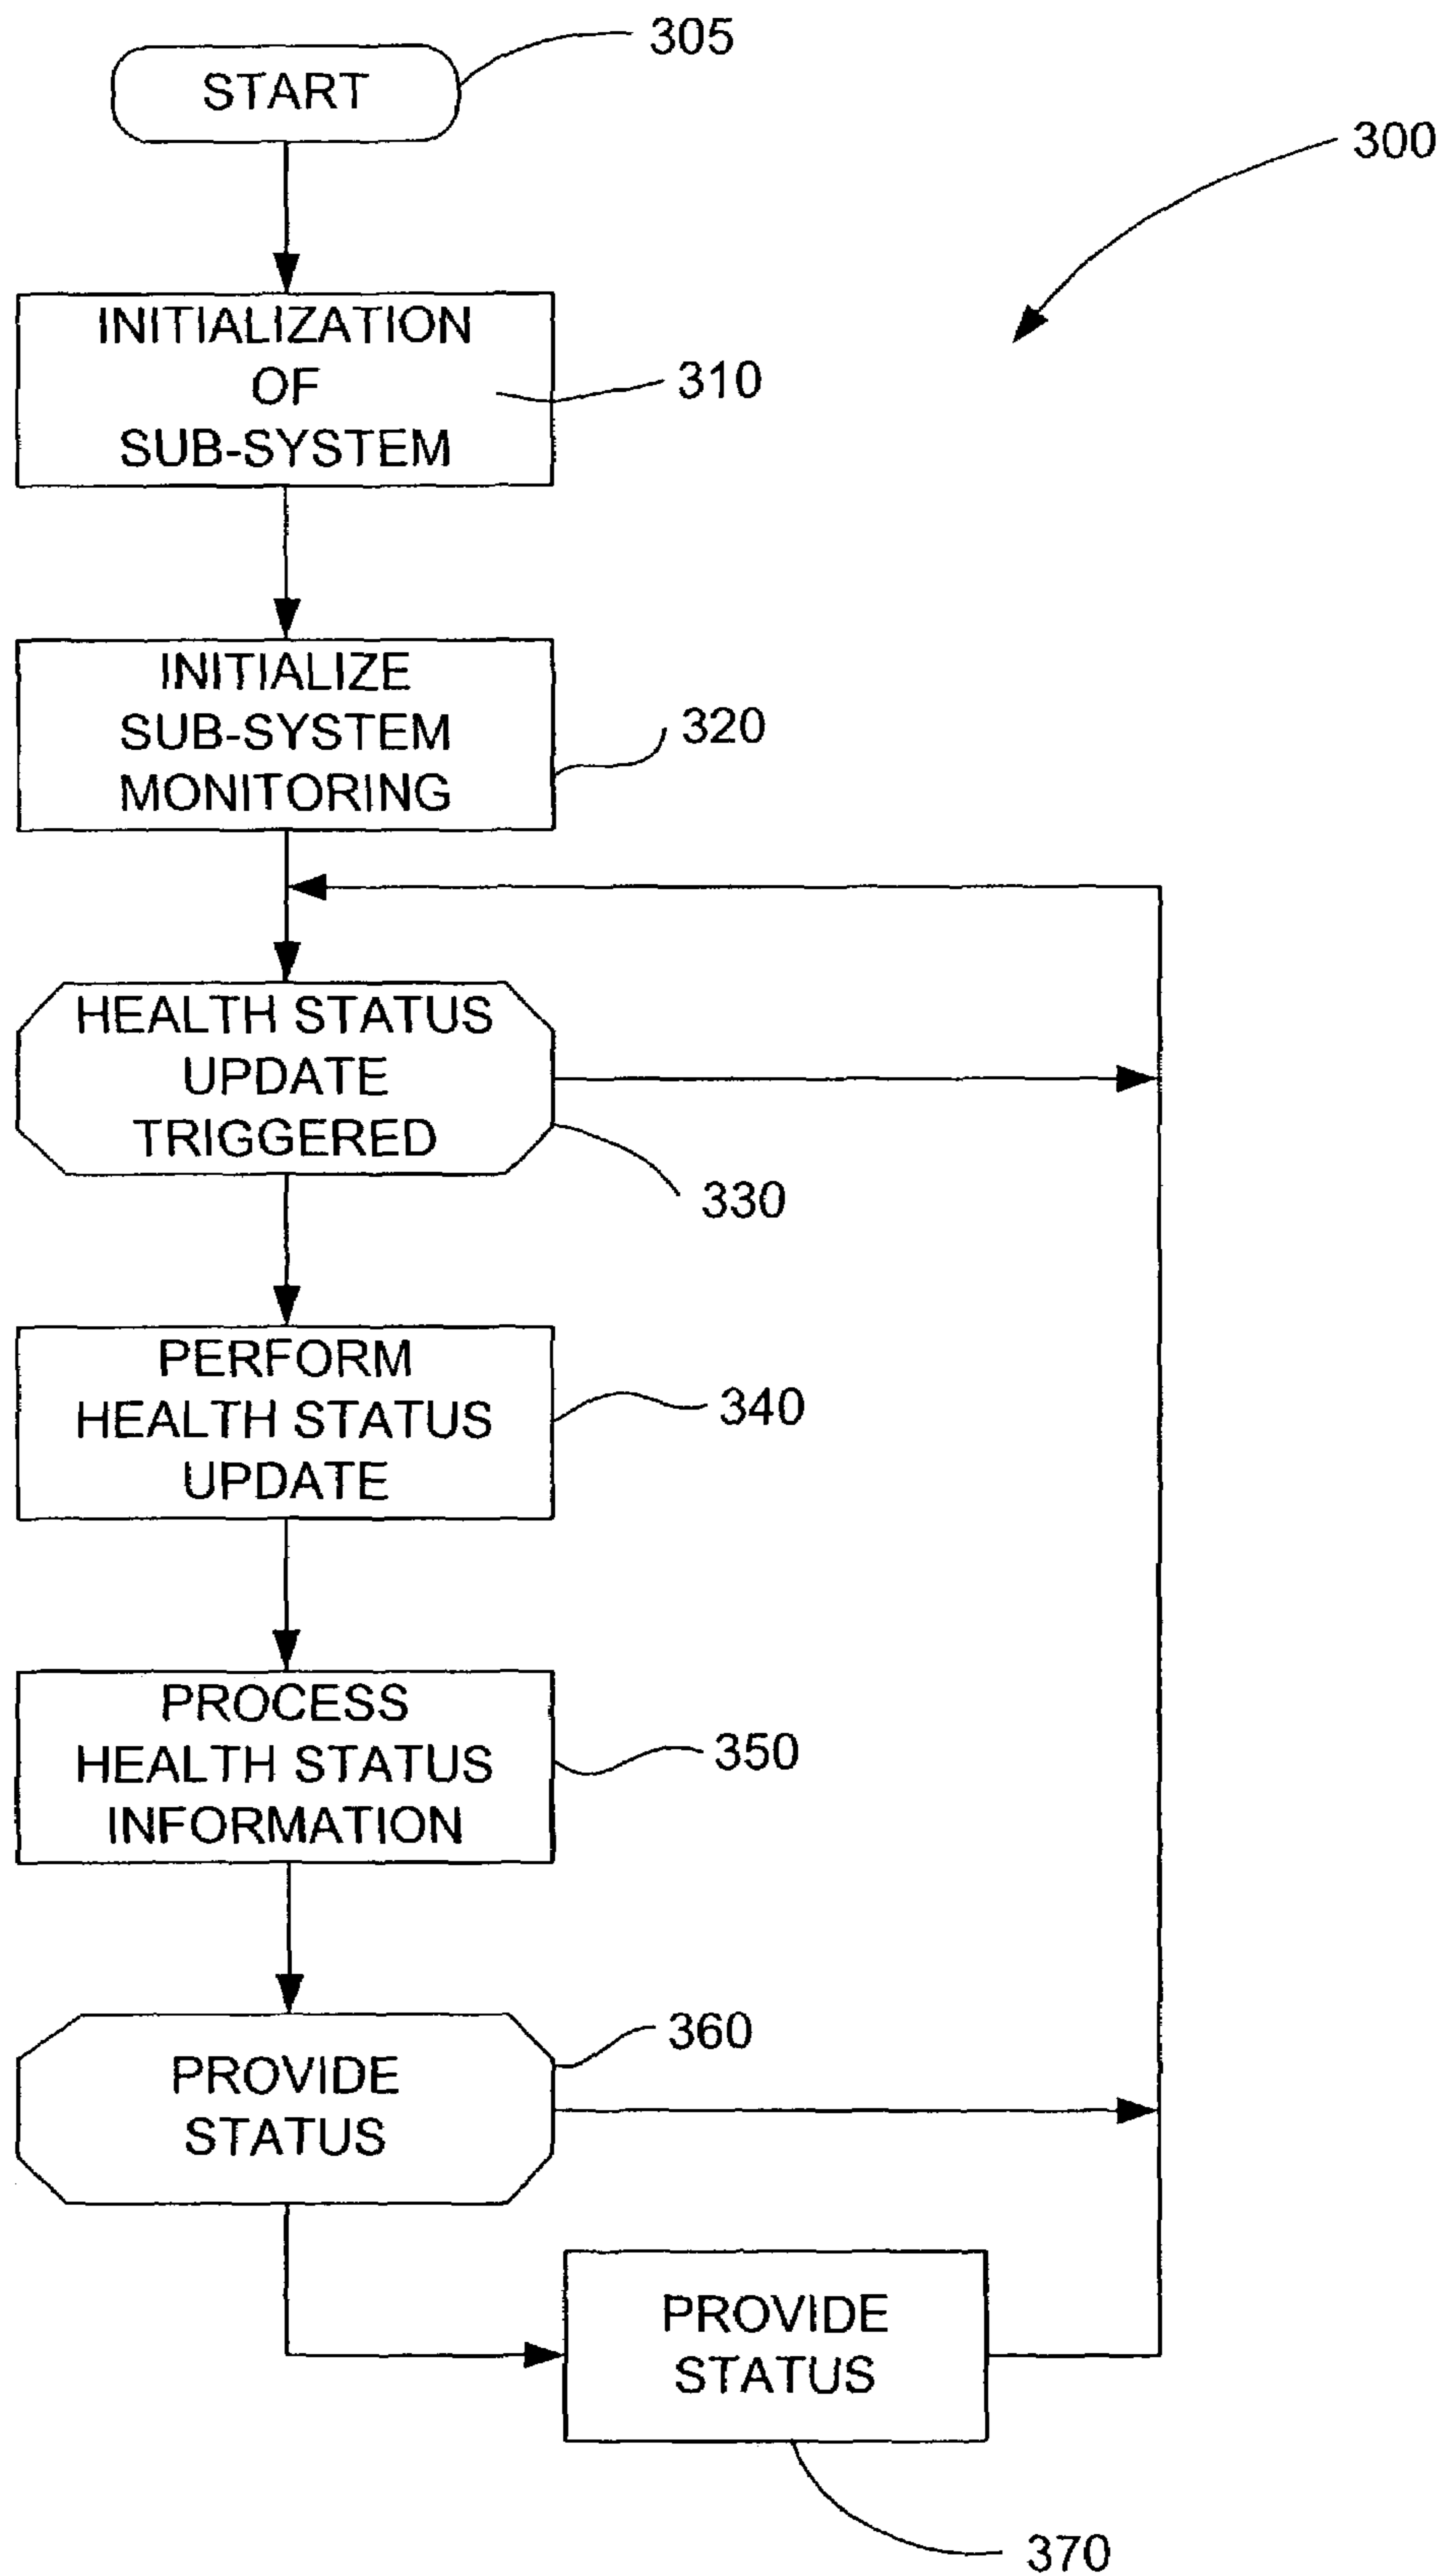 305
START
300
INITIALIZATION
OF
SUB-SYSTEM
310
INITIALIZE
SUB-SYSTEM
MONITORING
320
HEALTH STATUS
UPDATE
TRIGGERED
330
PERFORM
HEALTH STATUS
UPDATE
340
PROCESS
HEALTH STATUS
INFORMATION
350
360
PROVIDE
STATUS
PROVIDE
STATUS
370